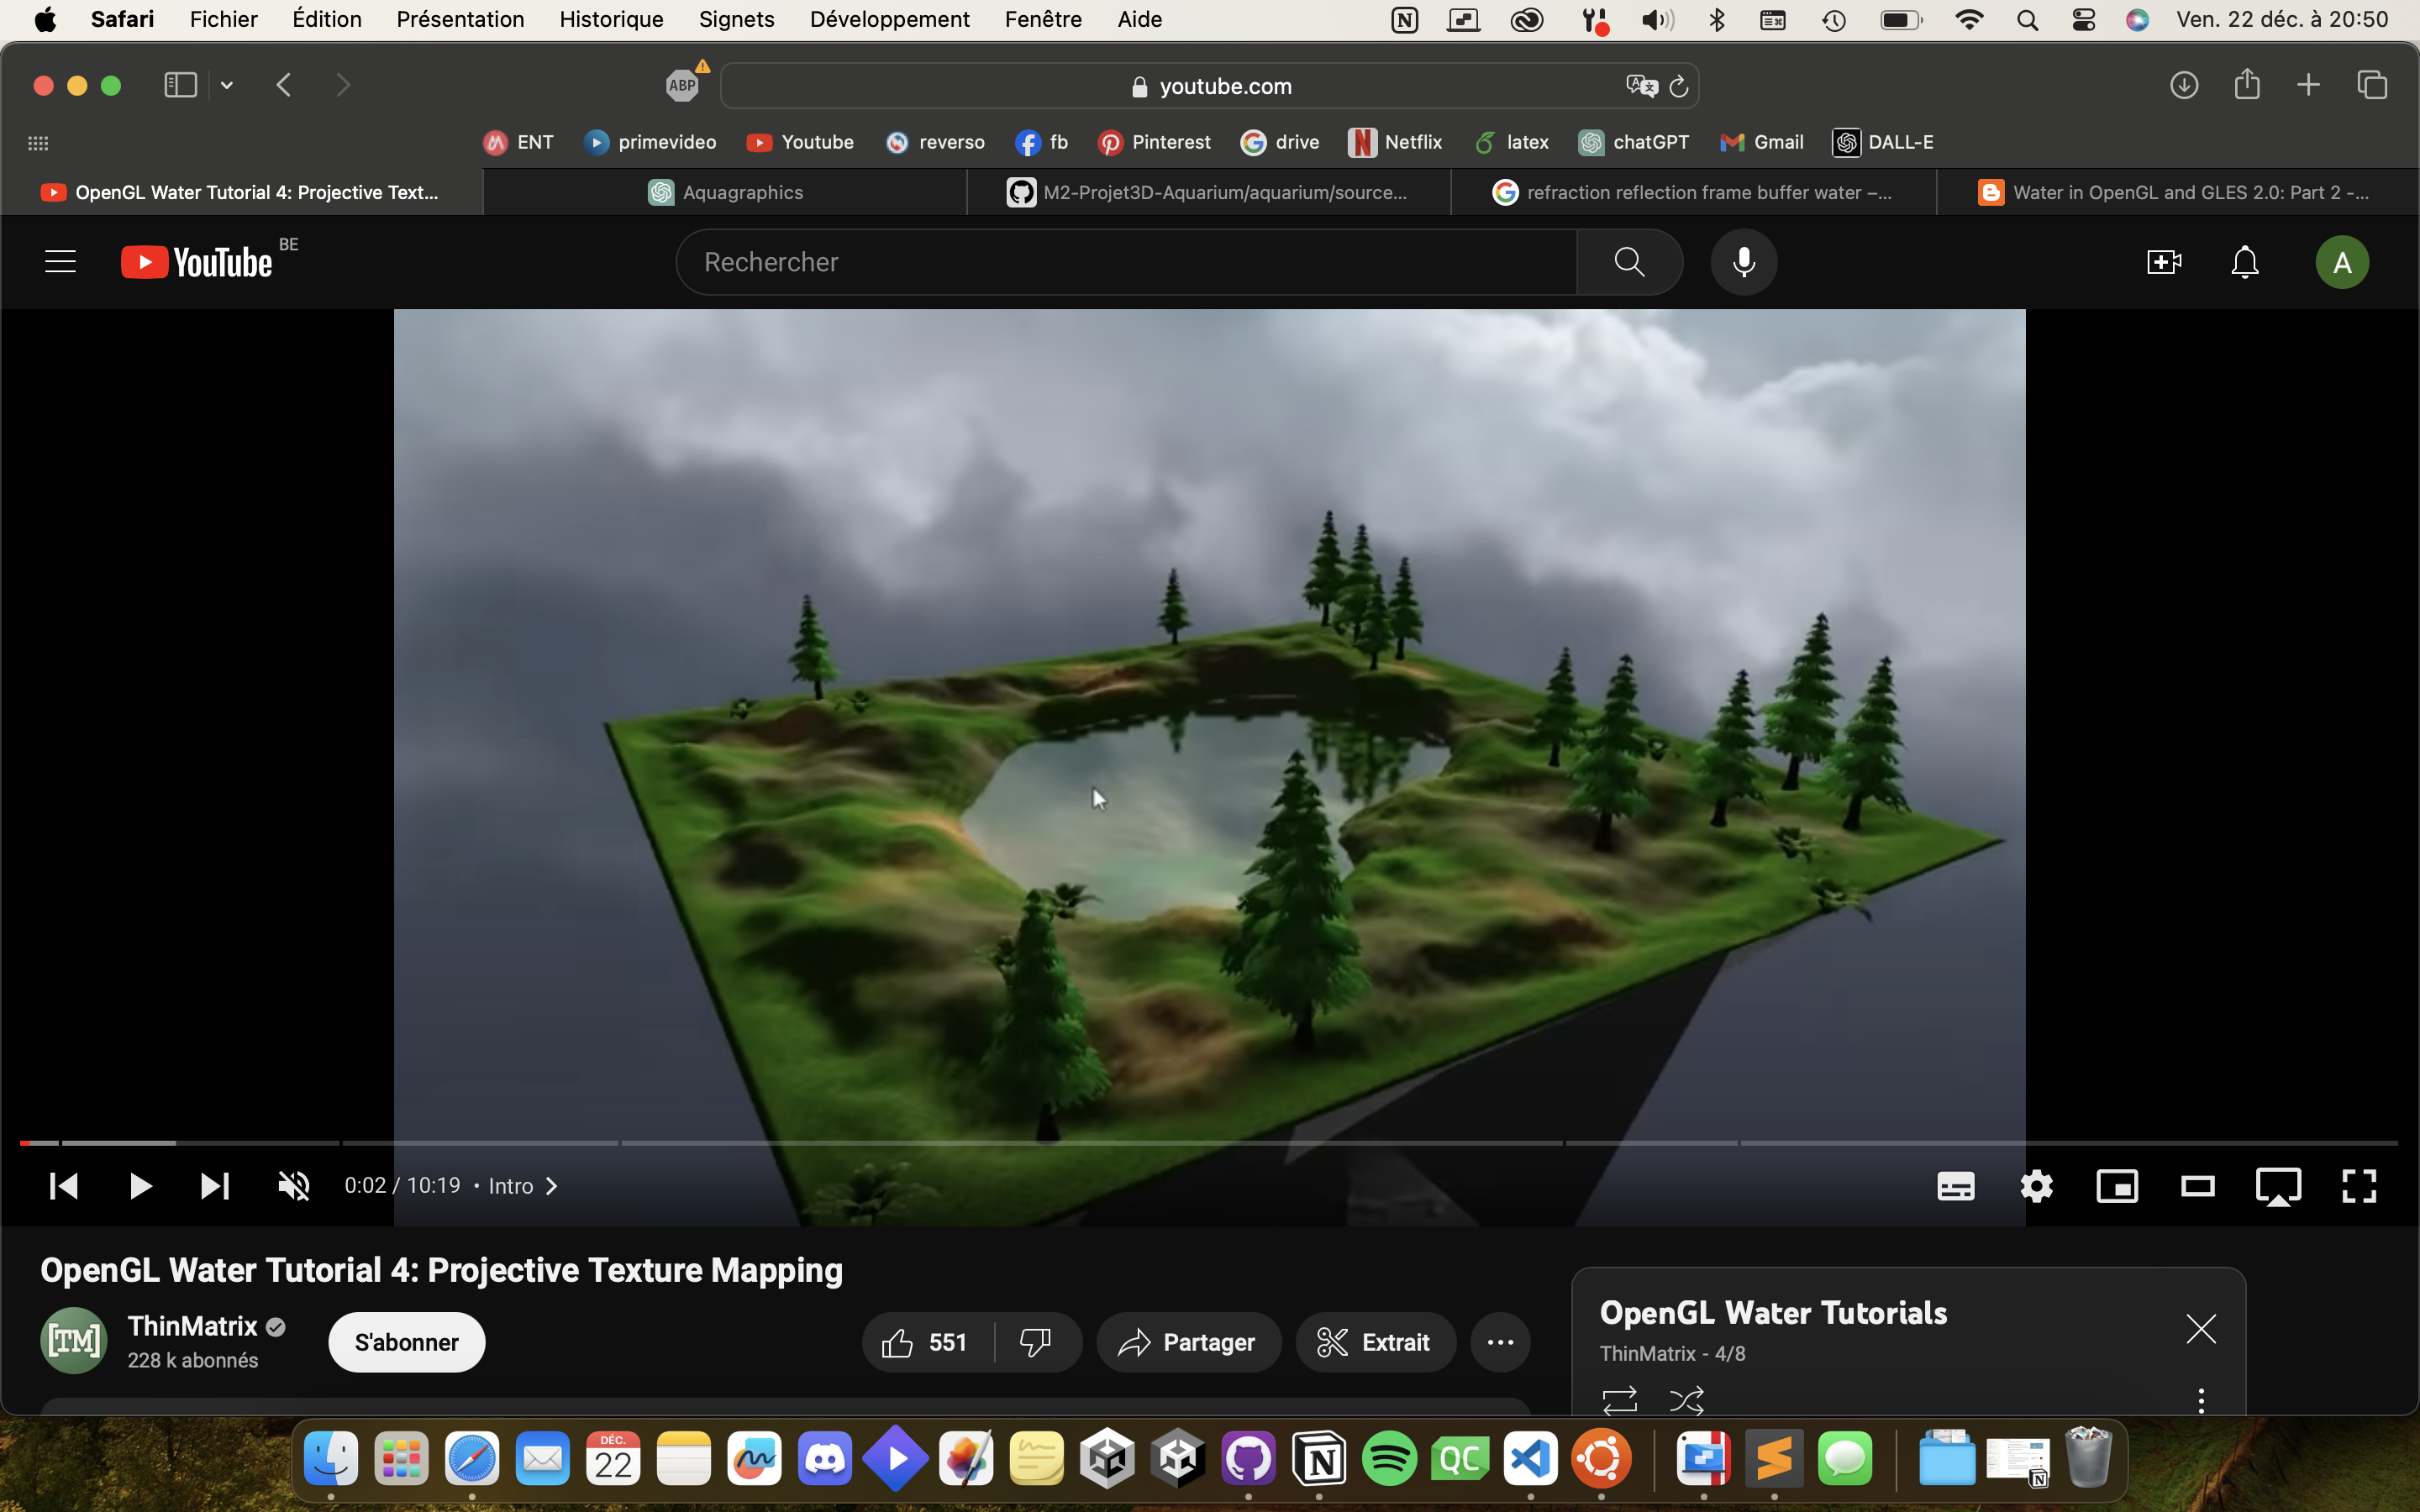 Safari Fichier Édition Présentation Historique Signets Développement Fenêtre Aide Ven. 22 déc. à 20:50
ABP youtube.com
ENT primevideo Youtube reverso fb Pinterest drive Netflix latex chatGPT Gmail DALL-E
OpenGL Water Tutorial 4: Projective Text... Aquagraphics M2-Projet3D-Aquarium/aquarium/source... refraction reflection frame buffer water –... Water in OpenGL and GLES 2.0: Part 2 -...
YouTube BE Rechercher A
0:02 / 10:19 • Intro
OpenGL Water Tutorial 4: Projective Texture Mapping
[TM] ThinMatrix
228 k abonnés
S'abonner 551 Partager Extrait
OpenGL Water Tutorials
ThinMatrix - 4/8
DÉC.
22
QC